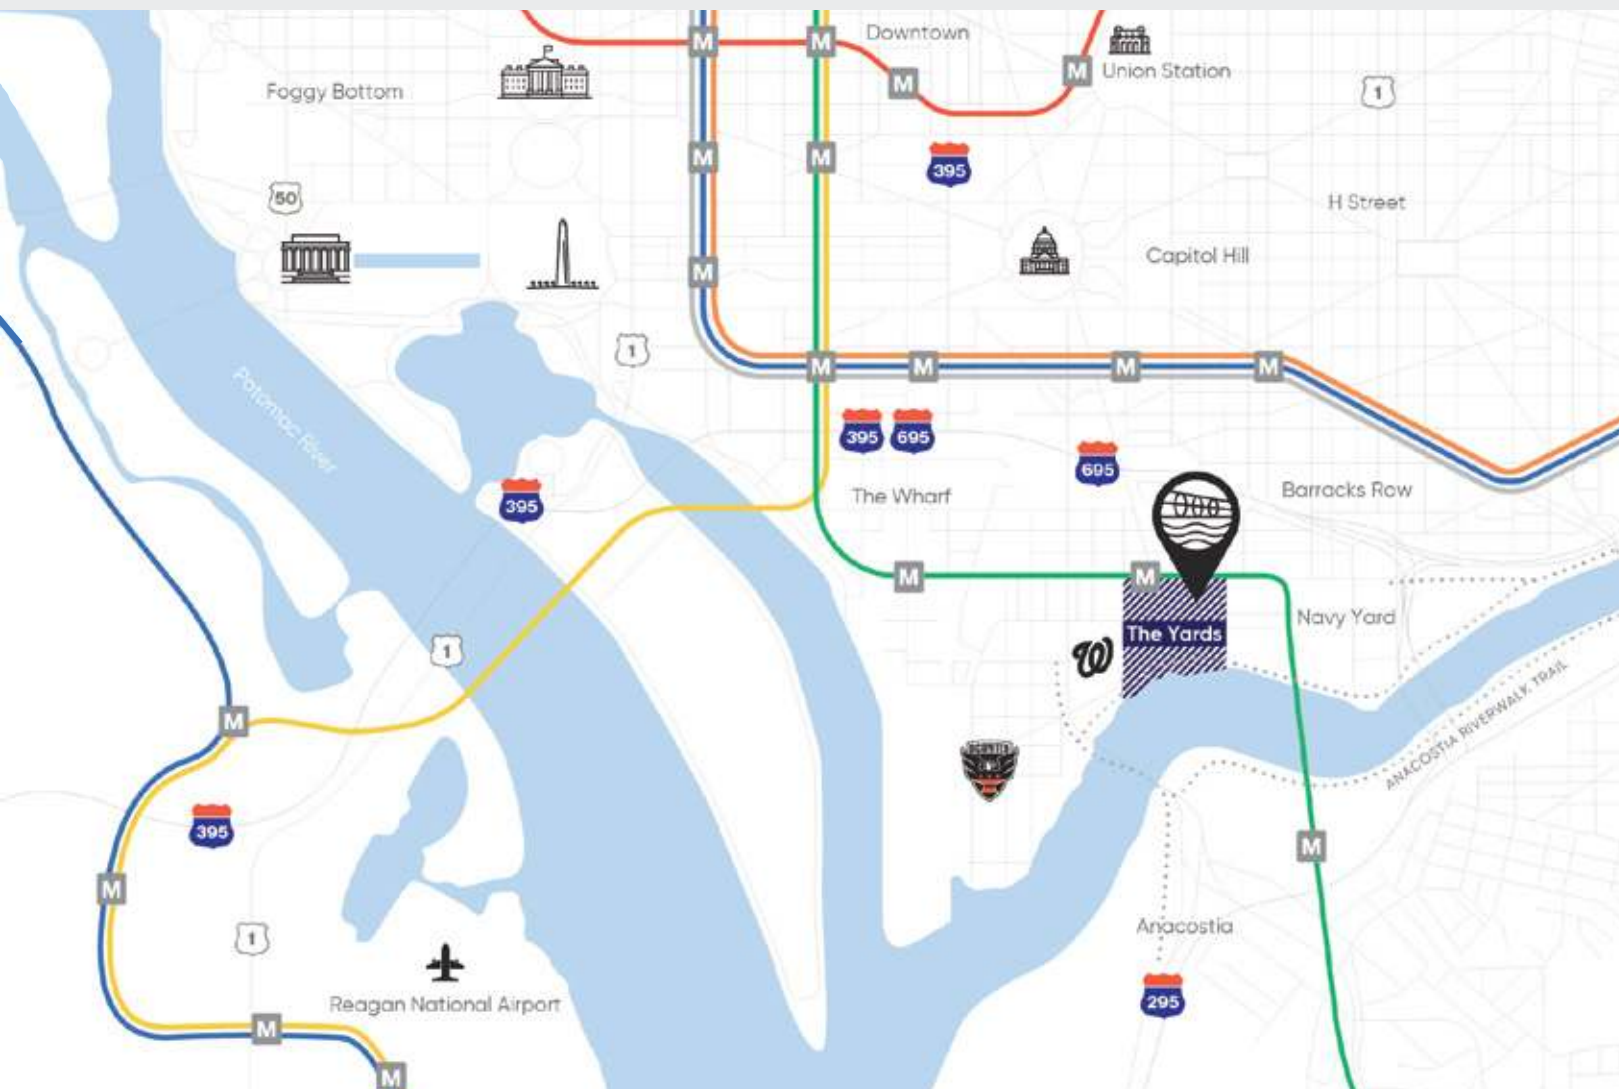 M
M
Downtown
M
M
Union Station
Foggy Bottom
1
M
M
395
50
H Street
Capitol Hill
M
1
M
M
M
M
Potomac River
395
695
695
395
The Wharf
Barracks Row
M
M
Navy Yard
The Yards
1
W
M
ANACOSTIA RIVERWALK TRAIL
395
M
M
Anacostia
1
295
Reagan National Airport
M
M